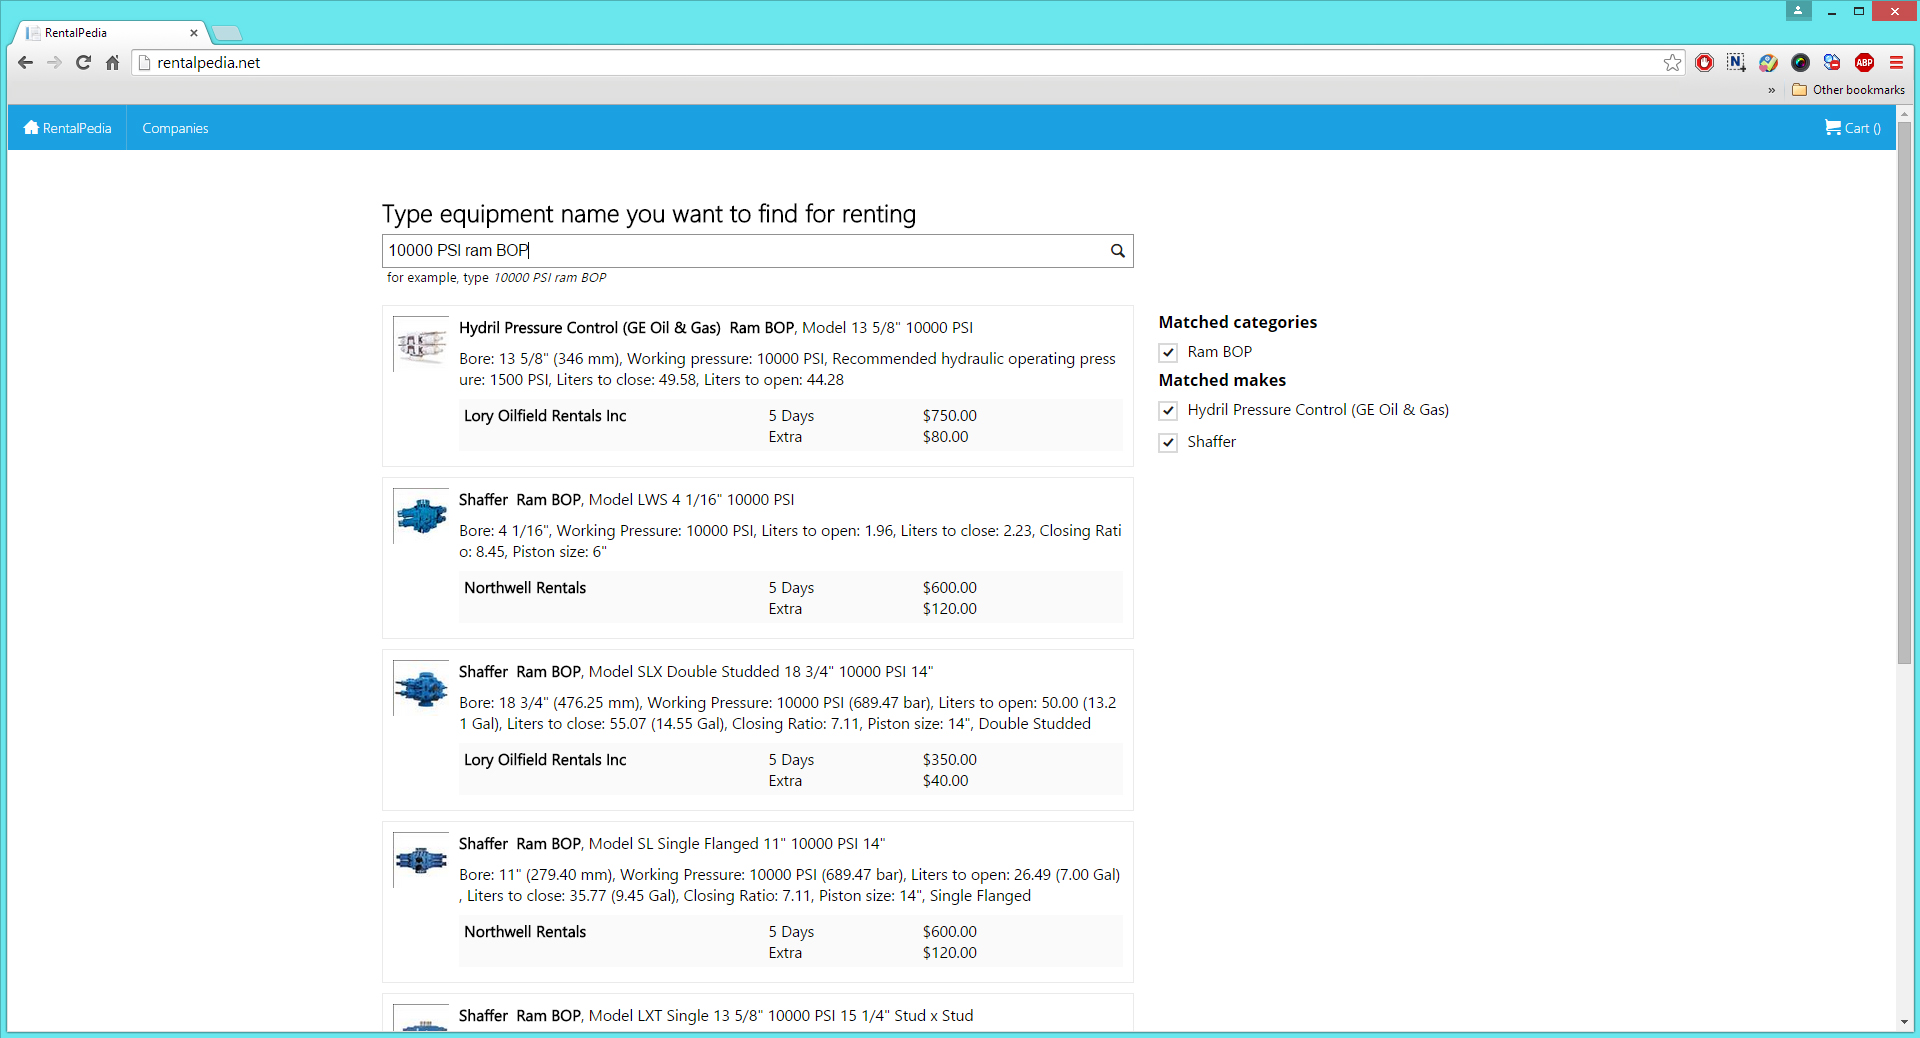 RentalPedia
rentalpedia.net
N
ABP
» Other bookmarks
RentalPedia Companies Cart ()
Type equipment name you want to find for renting
10000 PSI ram BOP
for example, type 10000 PSI ram BOP
Hydril Pressure Control (GE Oil & Gas) Ram BOP, Model 13 5/8" 10000 PSI
Bore: 13 5/8" (346 mm), Working pressure: 10000 PSI, Recommended hydraulic operating press
ure: 1500 PSI, Liters to close: 49.58, Liters to open: 44.28
Lory Oilfield Rentals Inc 5 Days $750.00
Extra $80.00
Shaffer Ram BOP, Model LWS 4 1/16" 10000 PSI
Bore: 4 1/16", Working Pressure: 10000 PSI, Liters to open: 1.96, Liters to close: 2.23, Closing Rati
o: 8.45, Piston size: 6"
Northwell Rentals 5 Days $600.00
Extra $120.00
Shaffer Ram BOP, Model SLX Double Studded 18 3/4" 10000 PSI 14"
Bore: 18 3/4" (476.25 mm), Working Pressure: 10000 PSI (689.47 bar), Liters to open: 50.00 (13.2
1 Gal), Liters to close: 55.07 (14.55 Gal), Closing Ratio: 7.11, Piston size: 14", Double Studded
Lory Oilfield Rentals Inc 5 Days $350.00
Extra $40.00
Shaffer Ram BOP, Model SL Single Flanged 11" 10000 PSI 14"
Bore: 11" (279.40 mm), Working Pressure: 10000 PSI (689.47 bar), Liters to open: 26.49 (7.00 Gal)
, Liters to close: 35.77 (9.45 Gal), Closing Ratio: 7.11, Piston size: 14", Single Flanged
Northwell Rentals 5 Days $600.00
Extra $120.00
Shaffer Ram BOP, Model LXT Single 13 5/8" 10000 PSI 15 1/4" Stud x Stud
Matched categories
Ram BOP
Matched makes
Hydril Pressure Control (GE Oil & Gas)
Shaffer